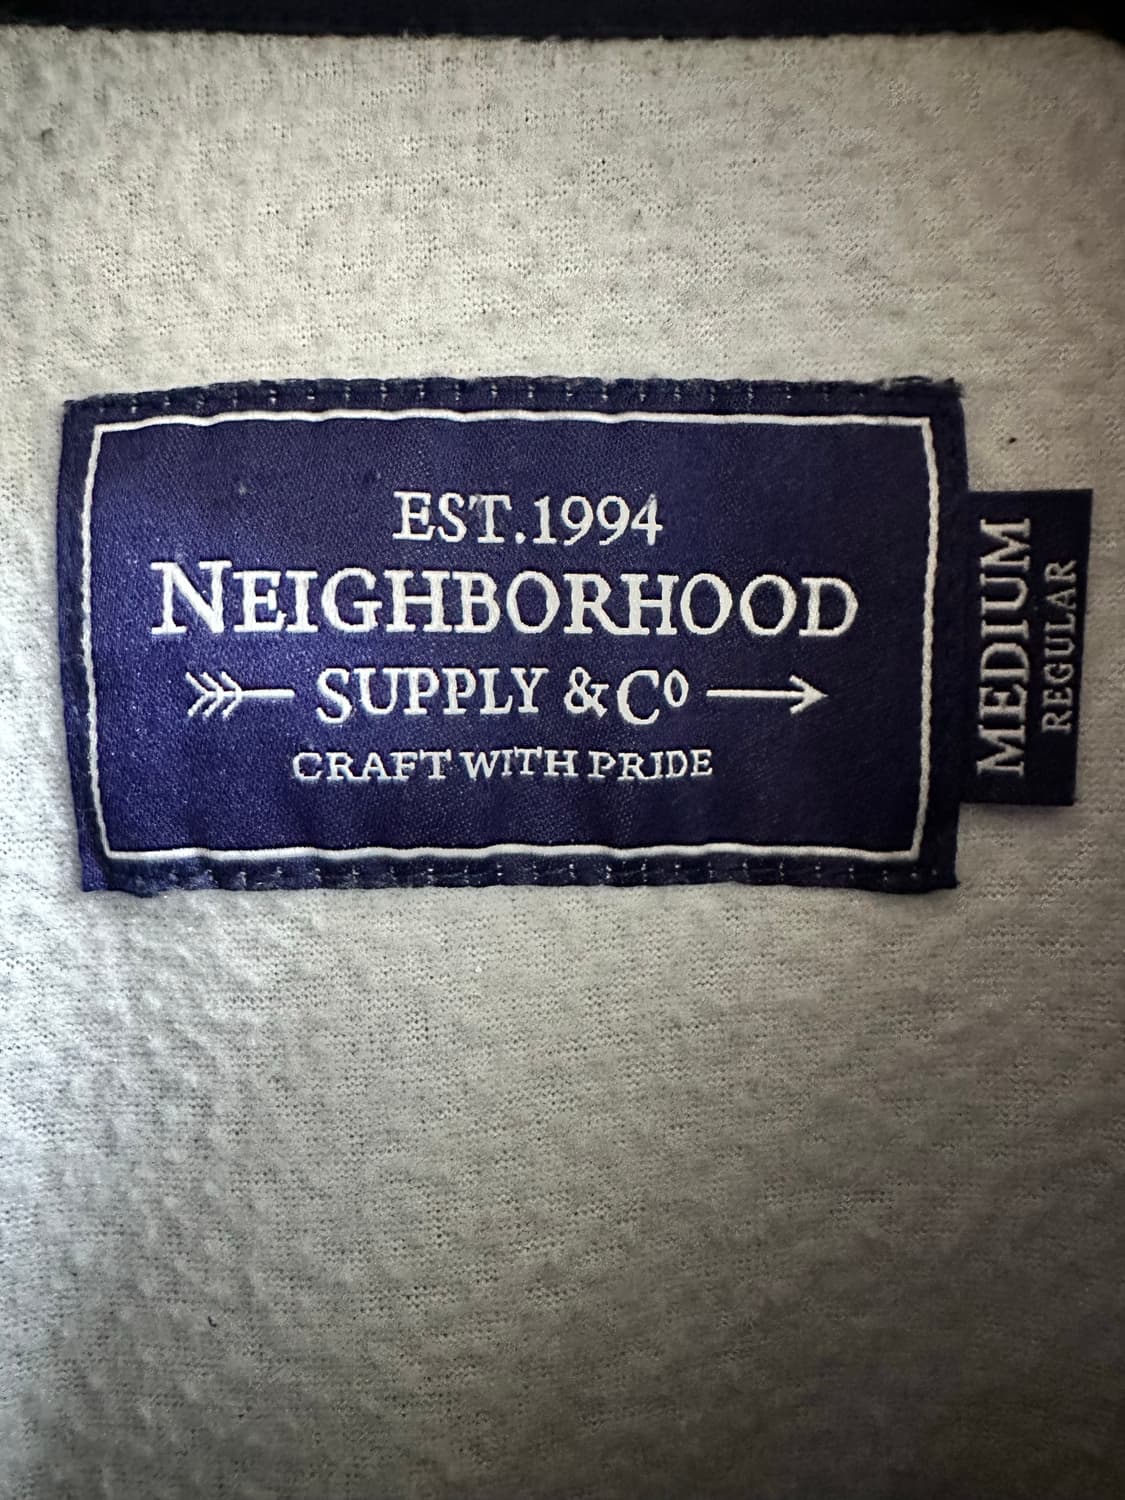 EST.1994
NEIGHBORHOOD
SUPPLY & Cº
CRAFT WITH PRIDE
MEDIUM
REGULAR